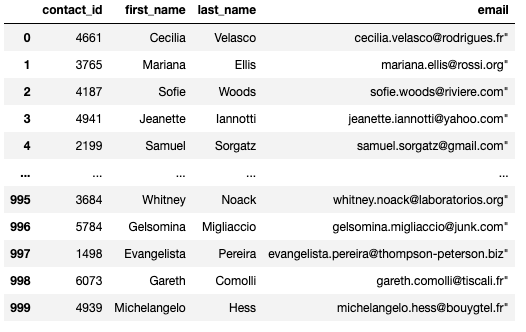 contact_id first_name last_name email
0 4661 Cecilia Velasco cecilia.velasco@rodrigues.fr"
1 3765 Mariana Ellis mariana.ellis@rossi.org"
2 4187 Sofie Woods sofie.woods@riviere.com"
3 4941 Jeanette Iannotti jeanette.iannotti@yahoo.com"
4 2199 Samuel Sorgatz samuel.sorgatz@gmail.com"
... ... ... ... ...
995 3684 Whitney Noack whitney.noack@laboratorios.org"
996 5784 Gelsomina Migliaccio gelsomina.migliaccio@junk.com"
997 1498 Evangelista Pereira evangelista.pereira@thompson-peterson.biz"
998 6073 Gareth Comolli gareth.comolli@tiscali.fr"
999 4939 Michelangelo Hess michelangelo.hess@bouygtel.fr"